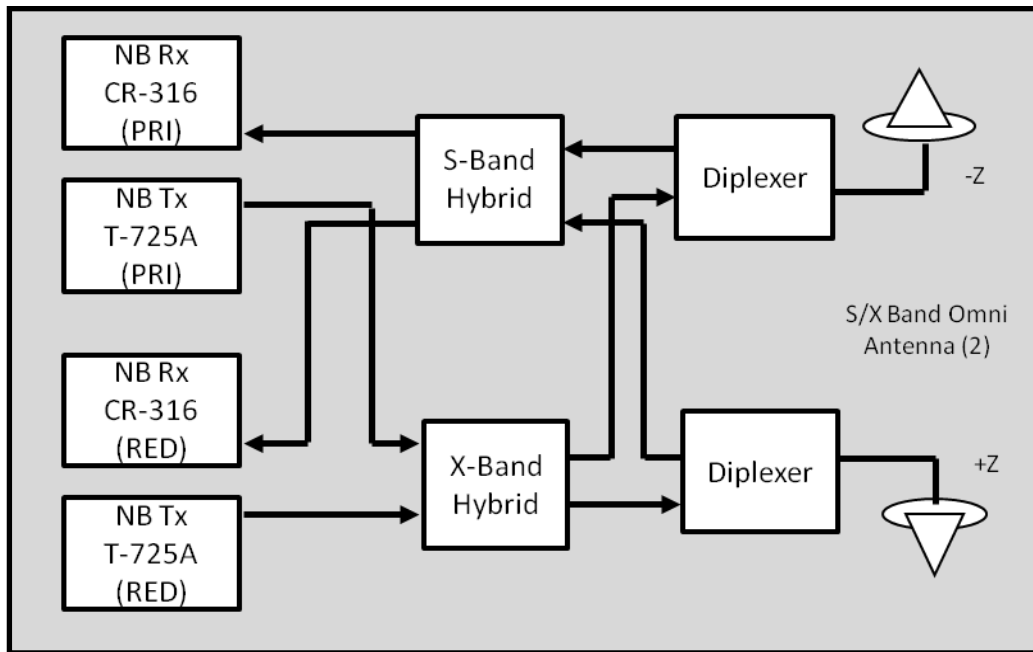 NB Rx
CR-316
(PRI)
NB Tx
T-725A
(PRI)
NB Rx
CR-316
(RED)
NB Tx
T-725A
(RED)
S-Band
Hybrid
X-Band
Hybrid
Diplexer
Diplexer
-Z
S/X Band Omni
Antenna (2)
+Z